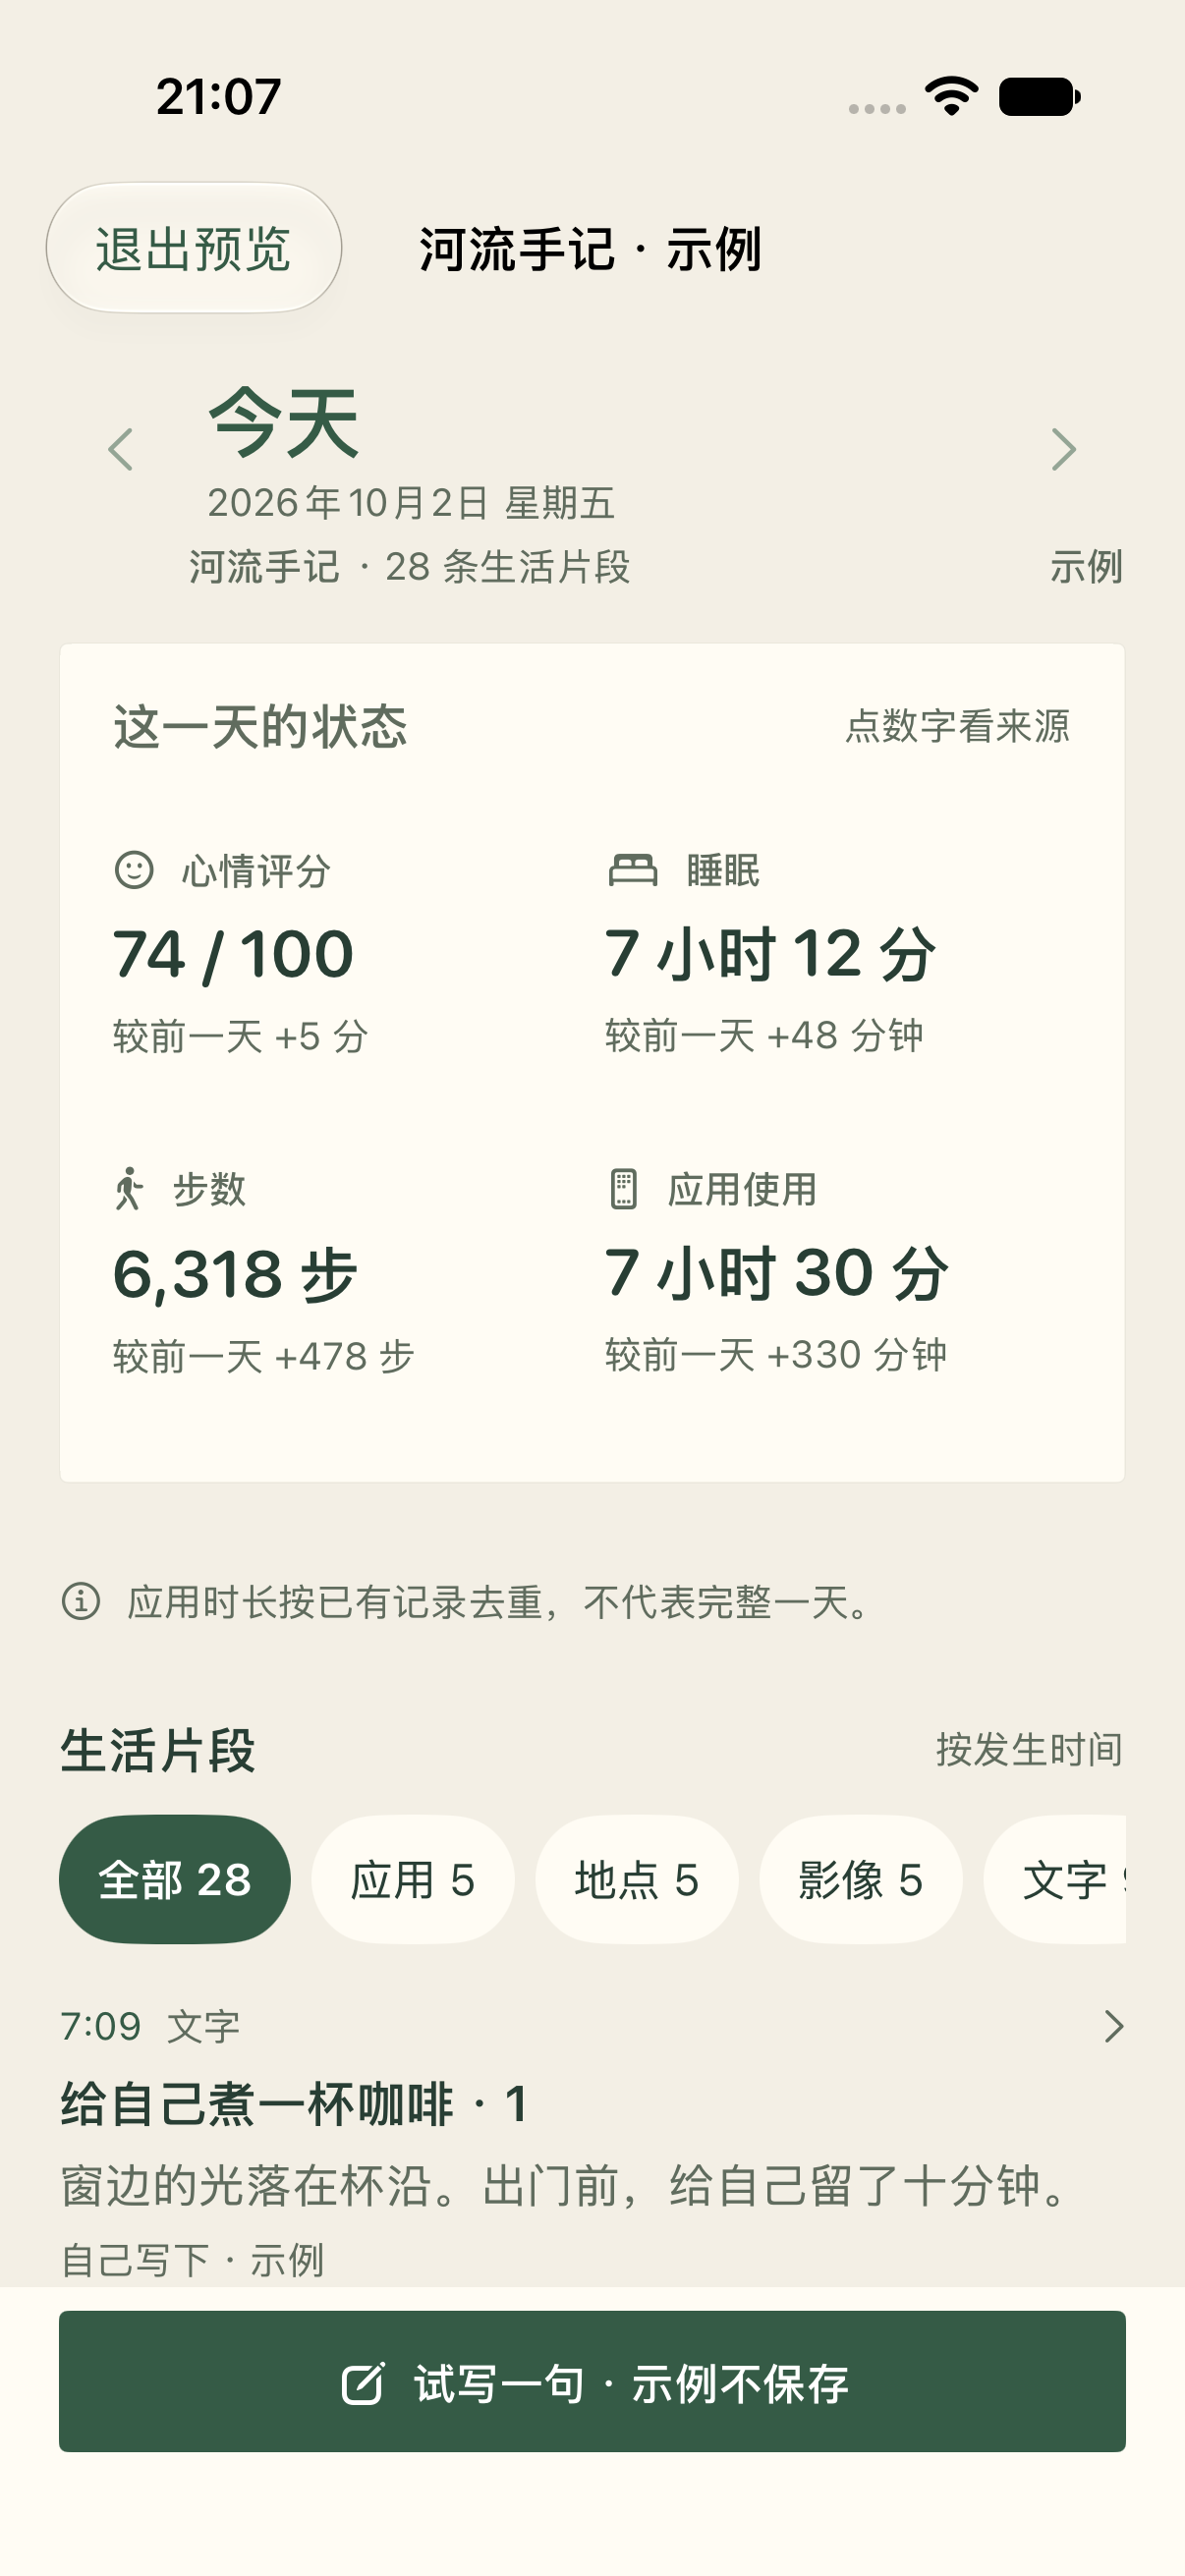 21:07
退出预览
河流手记 · 示例
今天
2026年10月2日 星期五
河流手记 · 28 条生活片段
示例
这一天的状态
点数字看来源
心情评分
74 / 100
较前一天 +5 分
睡眠
7 小时 12 分
较前一天 +48 分钟
步数
6,318 步
较前一天 +478 步
应用使用
7 小时 30 分
较前一天 +330 分钟
应用时长按已有记录去重，不代表完整一天。
生活片段
按发生时间
全部 28
应用 5
地点 5
影像 5
文字
7:09 文字
给自己煮一杯咖啡 · 1
窗边的光落在杯沿。出门前，给自己留了十分钟。
自己写下 · 示例
试写一句 · 示例不保存